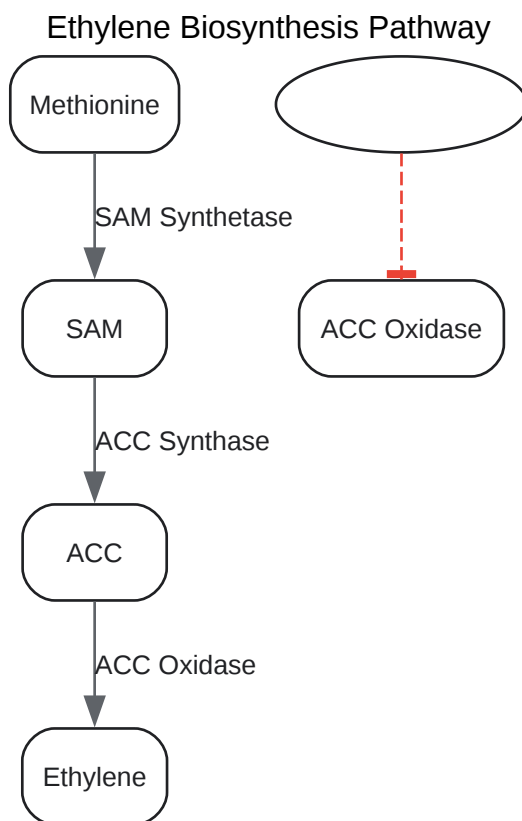 Ethylene Biosynthesis Pathway
Methionine
SAM Synthetase
SAM
ACC Oxidase
ACC Synthase
ACC
ACC Oxidase
Ethylene